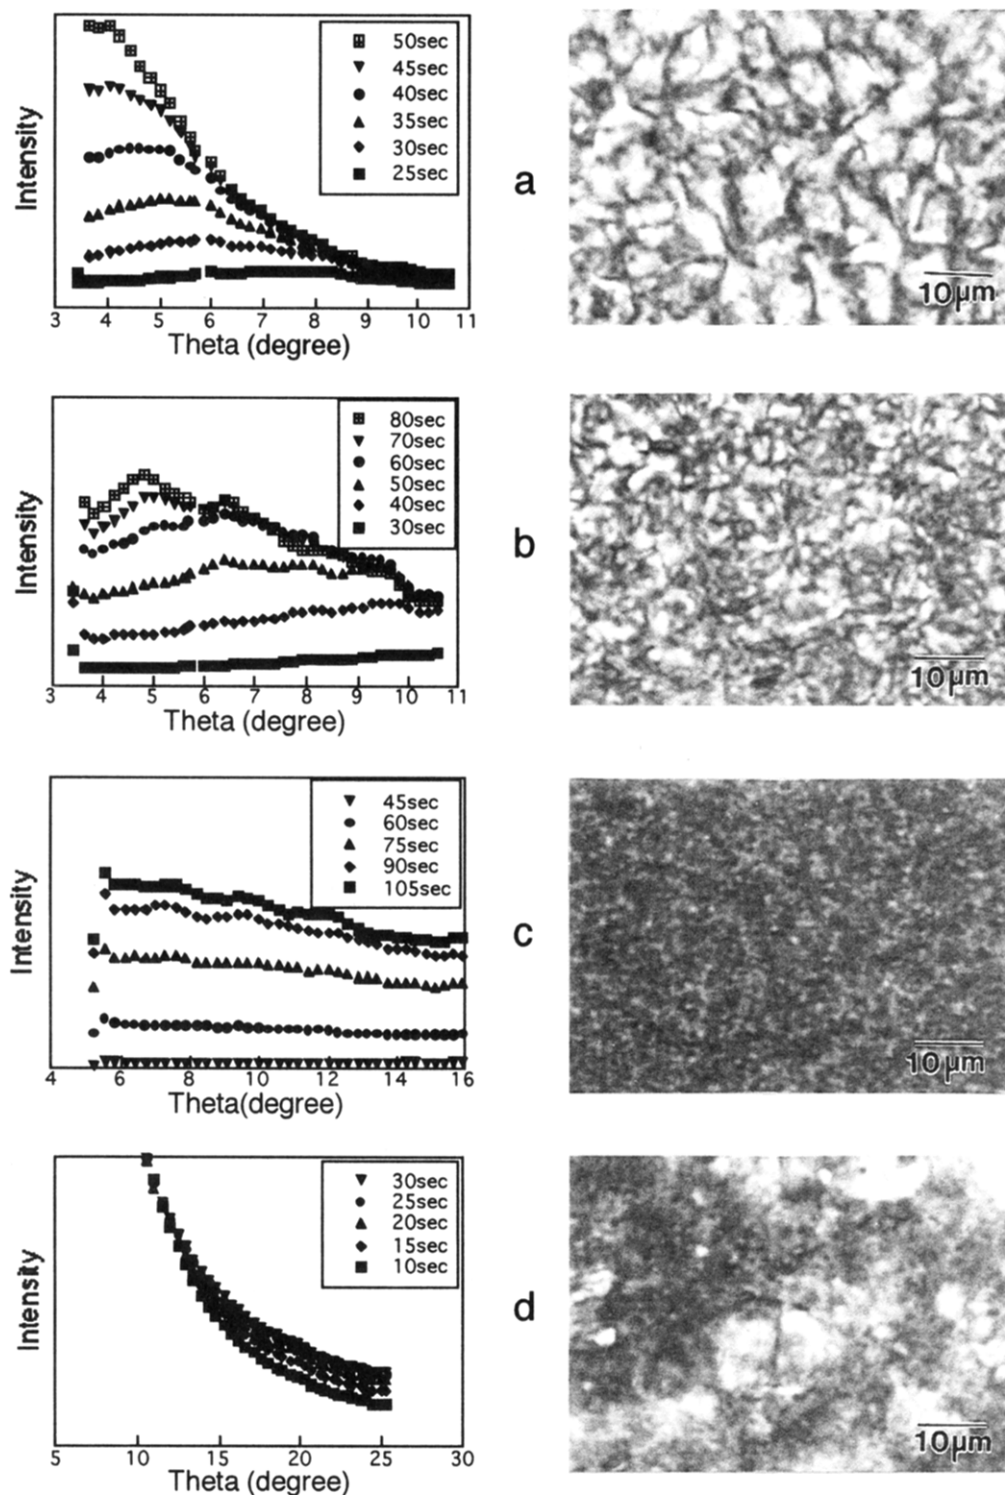 50sec
45sec
40sec
35sec
30sec
25sec
Intensity
3 4 5 6 7 8 9 10 11
Theta (degree)
a
10μm
80sec
70sec
60sec
50sec
40sec
30sec
Intensity
3 4 5 6 7 8 9 10 11
Theta (degree)
b
10μm
45sec
60sec
75sec
90sec
105sec
Intensity
4 6 8 10 12 14 16
Theta(degree)
c
10μm
30sec
25sec
20sec
15sec
10sec
Intensity
5 10 15 20 25 30
Theta (degree)
d
10μm